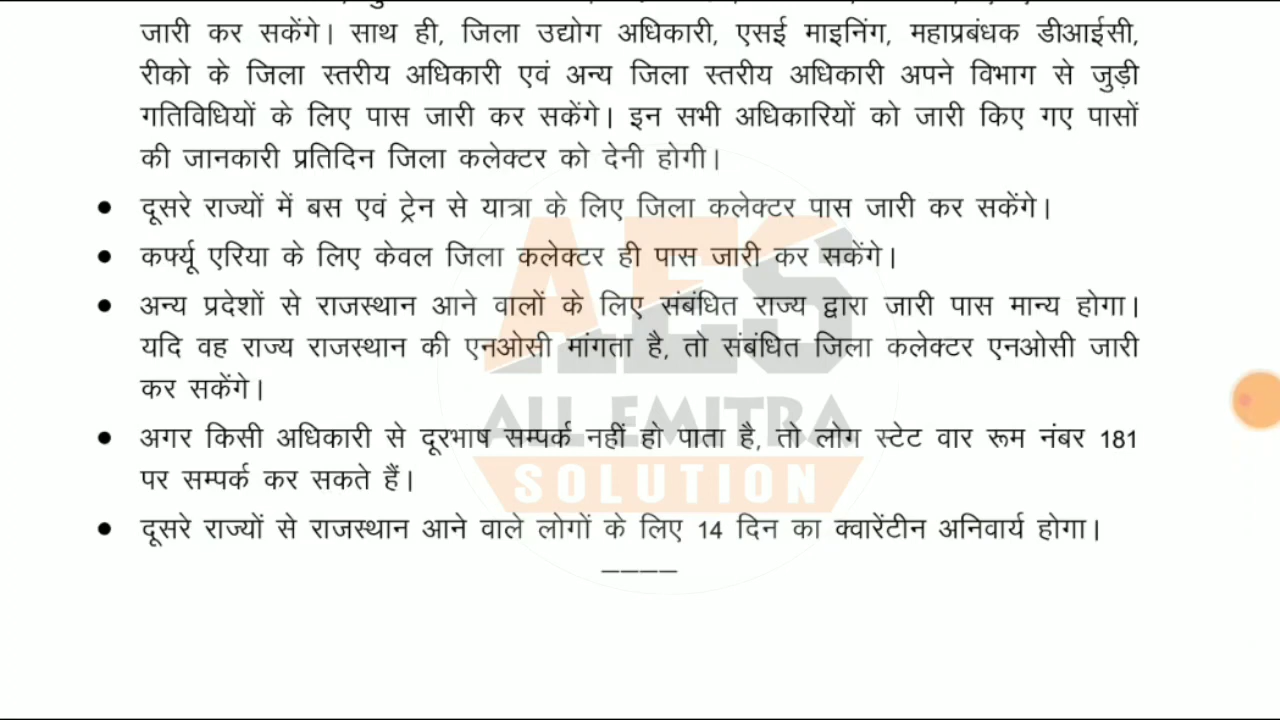 जारी कर सकेंगे। साथ ही, जिला उद्योग अधिकारी, एसई माइनिंग, महाप्रबंधक डीआईसी,
रीको के जिला स्तरीय अधिकारी एवं अन्य जिला स्तरीय अधिकारी अपने विभाग से जुड़ी
गतिविधियों के लिए पास जारी कर सकेंगे। इन सभी अधिकारियों को जारी किए गए पासों
की जानकारी प्रतिदिन जिला कलेक्टर को देनी होगी।
● दूसरे राज्यों में बस एवं ट्रेन से यात्रा के लिए जिला कलेक्टर पास जारी कर सकेंगे।
● कर्फ्यू एरिया के लिए केवल जिला कलेक्टर ही पास जारी कर सकेंगे।
● अन्य प्रदेशों से राजस्थान आने वालों के लिए संबंधित राज्य द्वारा जारी पास मान्य होगा।
यदि वह राज्य राजस्थान की एनओसी मांगता है, तो संबंधित जिला कलेक्टर एनओसी जारी
कर सकेंगे।
● अगर किसी अधिकारी से दूरभाष सम्पर्क नहीं हो पाता है, तो लोग स्टेट वार रूम नंबर 181
पर सम्पर्क कर सकते हैं।
● दूसरे राज्यों से राजस्थान आने वाले लोगों के लिए 14 दिन का क्वारेंटीन अनिवार्य होगा।
————
AES
ALL EMITRA
SOLUTION